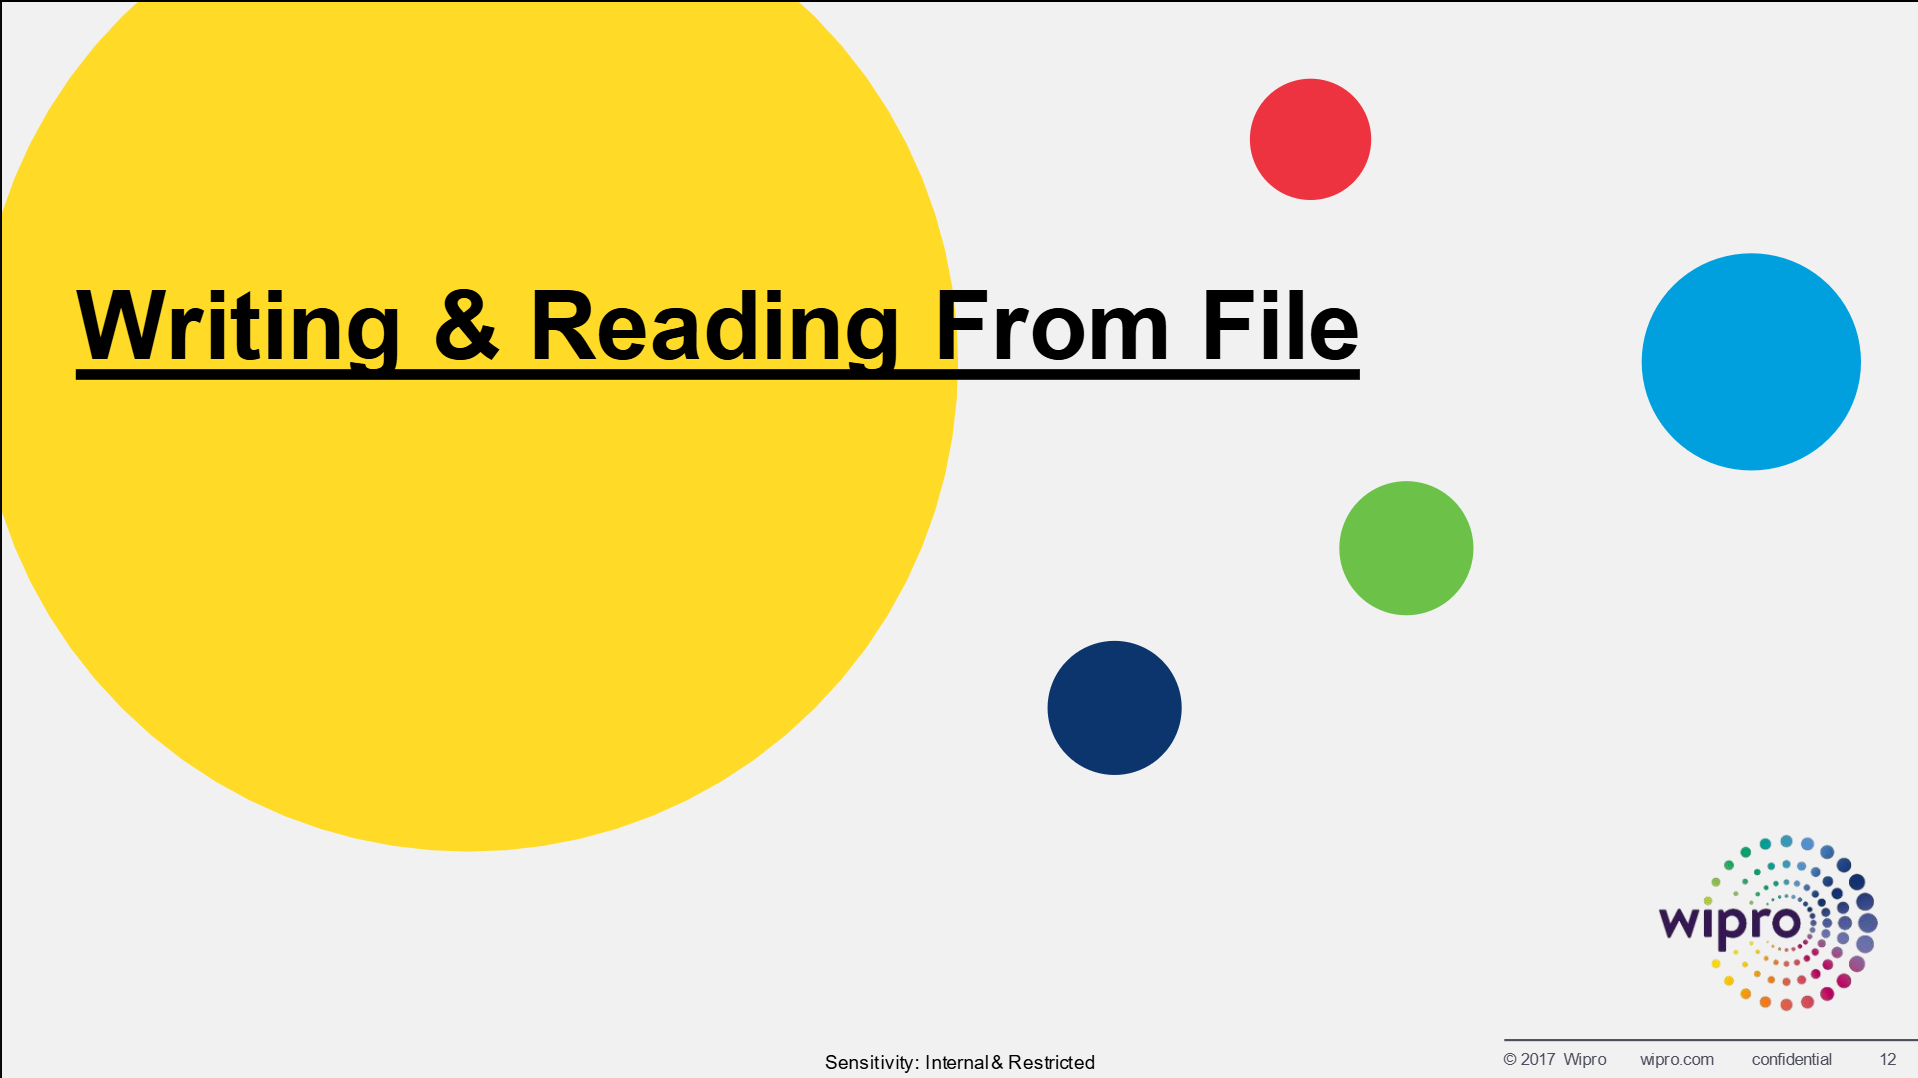 Writing & Reading From File
wipro
Sensitivity: Internal & Restricted
© 2017 Wipro wipro.com confidential 12